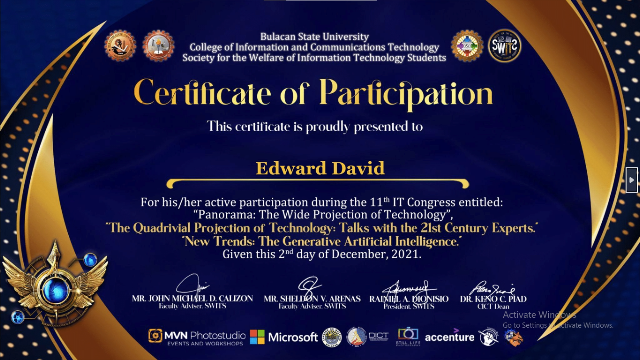 Bulacan State University
College of Information and Communications Technology
Society for the Welfare of Information Technology Students
SWITS
Certificate of Participation
This certificate is proudly presented to
Edward David
For his/her active participation during the 11th IT Congress entitled:
"Panorama: The Wide Projection of Technology",
"The Quadrivial Projection of Technology: Talks with the 21st Century Experts."
"New Trends: The Generative Artificial Intelligence."
Given this 2nd day of December, 2021.
MR. JOHN MICHAEL D. CALIZON MR. SHELDON V. ARENAS RAPHAEL A. DIONISIO DR. KENO C. PIAD
Faculty Adviser, SWITS Faculty Adviser, SWITS President, SWITS CICT Dean
Activate Windows
Go to Settings to activate Windows.
MVN Photostudio Microsoft DICT accenture
EVENTS AND WORKSHOPS